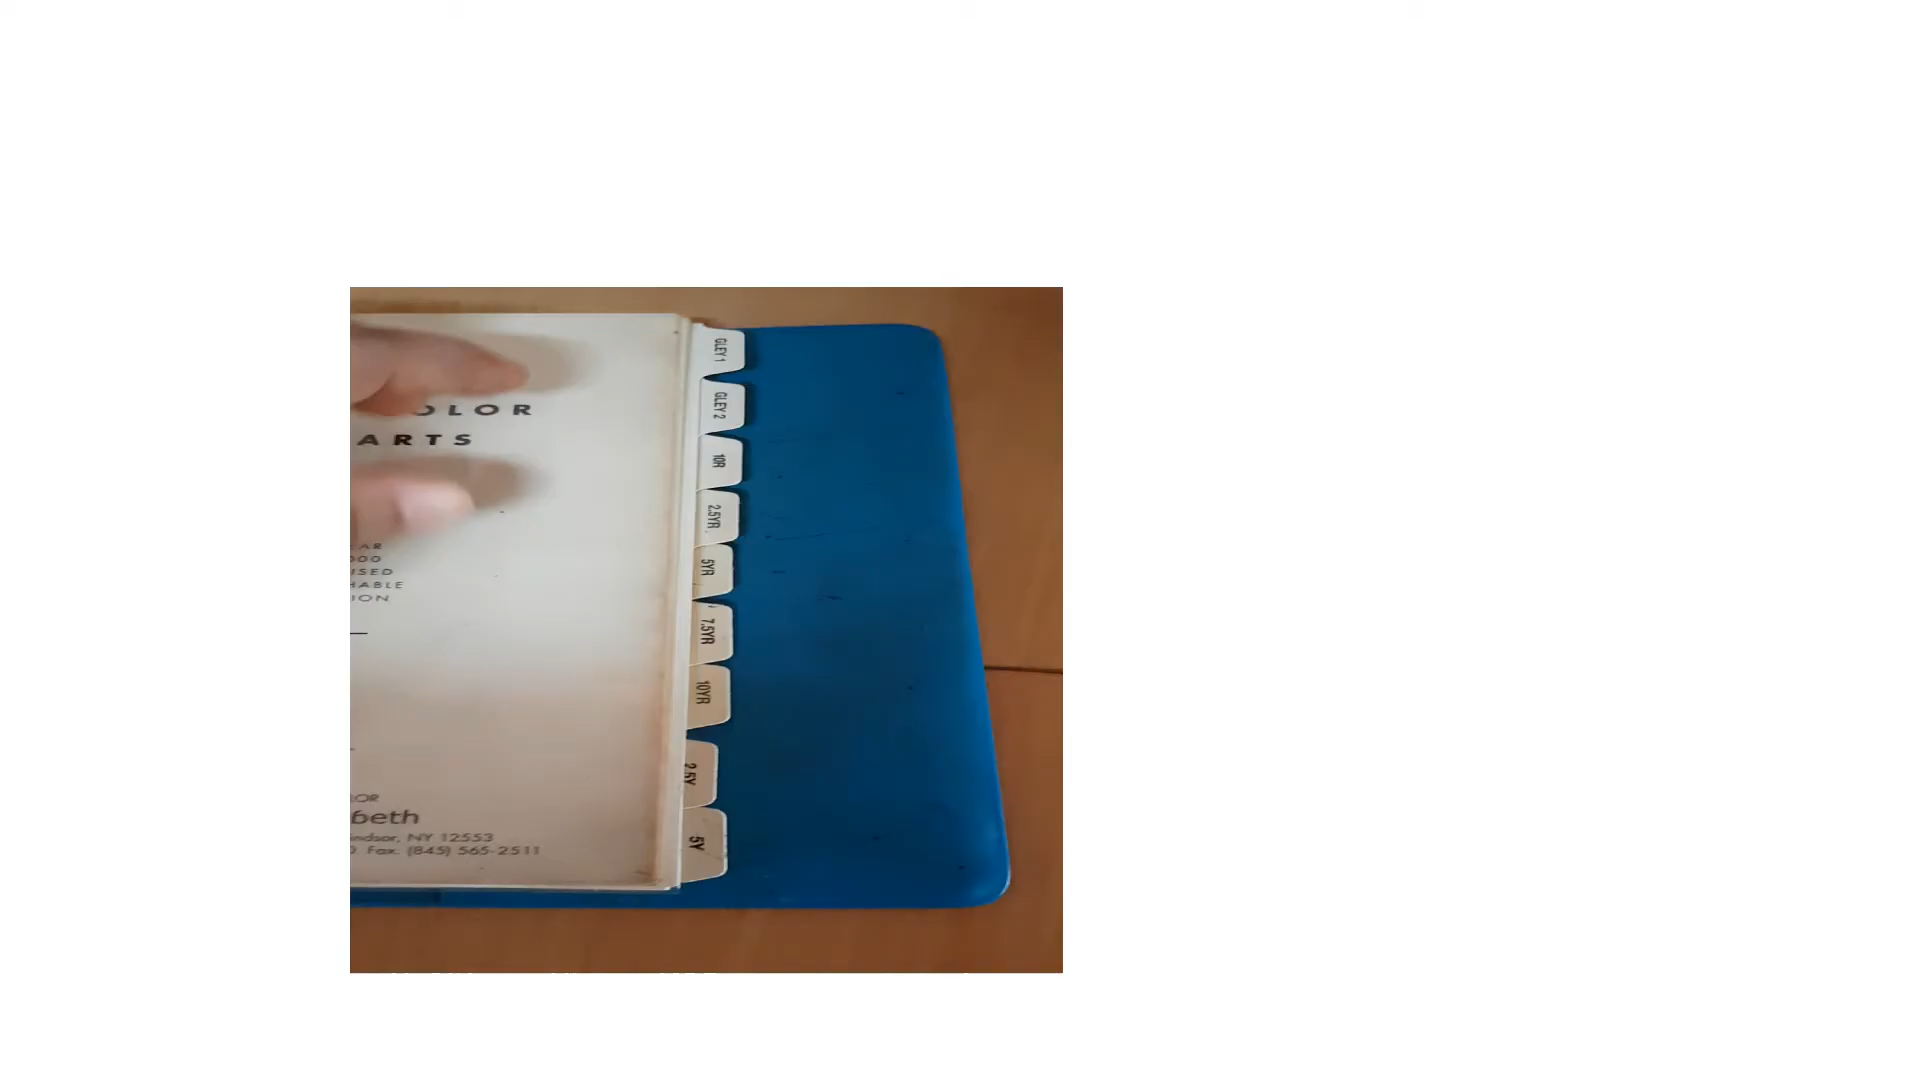 OLOR
ARTS
AR
000
ISED
HABLE
ION
LOR
beth
indsor, NY 12553
Fax. (845) 565-2511
GLEY 1
GLEY 2
10R
2.5YR
5YR
7.5YR
10YR
2.5Y
5Y